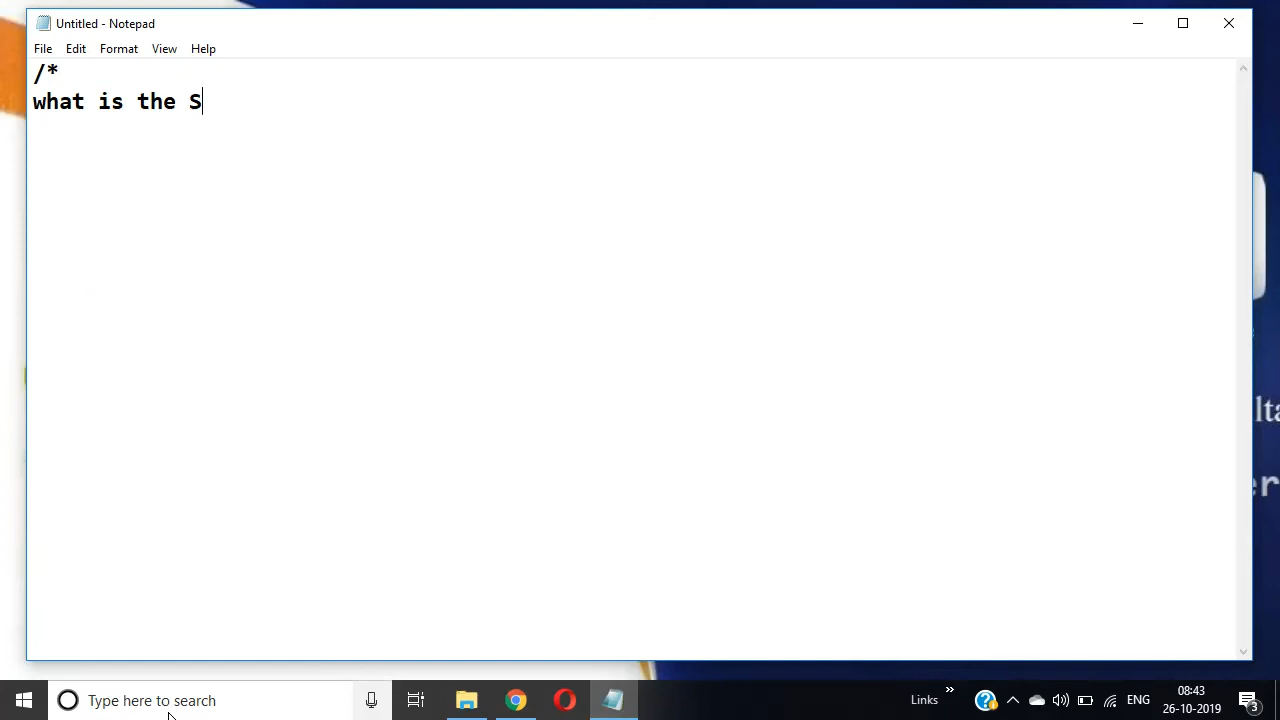 Untitled - Notepad
File Edit Format View Help
/*
what is the S
Type here to search
Links
ENG
08:43
26-10-2019
3